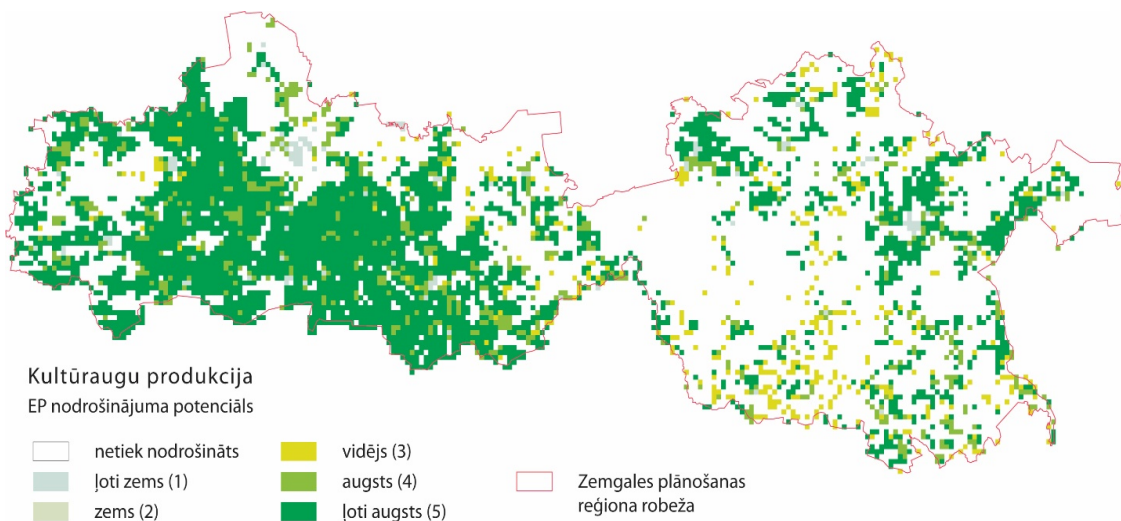 Kultūraugu produkcija
EP nodrošinājuma potenciāls
netiek nodrošināts
ļoti zems (1)
zems (2)
vidējs (3)
augsts (4)
ļoti augsts (5)
Zemgales plānošanas
reģiona robeža